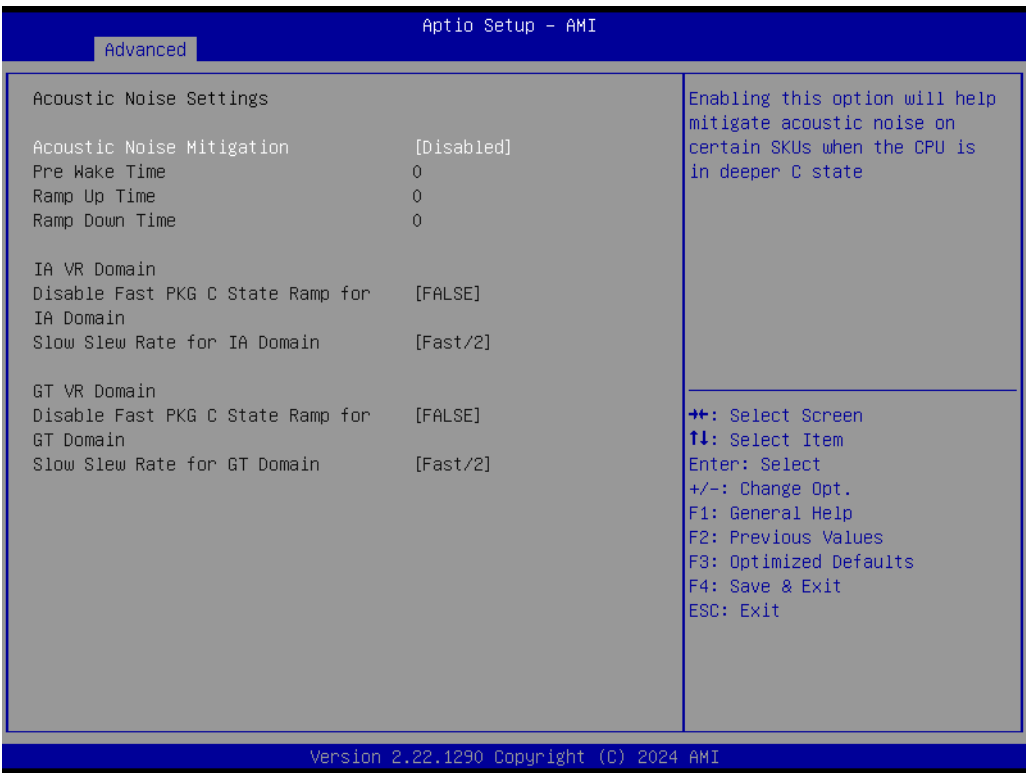 Aptio Setup – AMI
Advanced
Acoustic Noise Settings
Acoustic Noise Mitigation [Disabled]
Pre Wake Time 0
Ramp Up Time 0
Ramp Down Time 0
IA VR Domain
Disable Fast PKG C State Ramp for [FALSE]
IA Domain
Slow Slew Rate for IA Domain [Fast/2]
GT VR Domain
Disable Fast PKG C State Ramp for [FALSE]
GT Domain
Slow Slew Rate for GT Domain [Fast/2]
Enabling this option will help
mitigate acoustic noise on
certain SKUs when the CPU is
in deeper C state
→←: Select Screen
↑↓: Select Item
Enter: Select
+/-: Change Opt.
F1: General Help
F2: Previous Values
F3: Optimized Defaults
F4: Save & Exit
ESC: Exit
Version 2.22.1290 Copyright (C) 2024 AMI